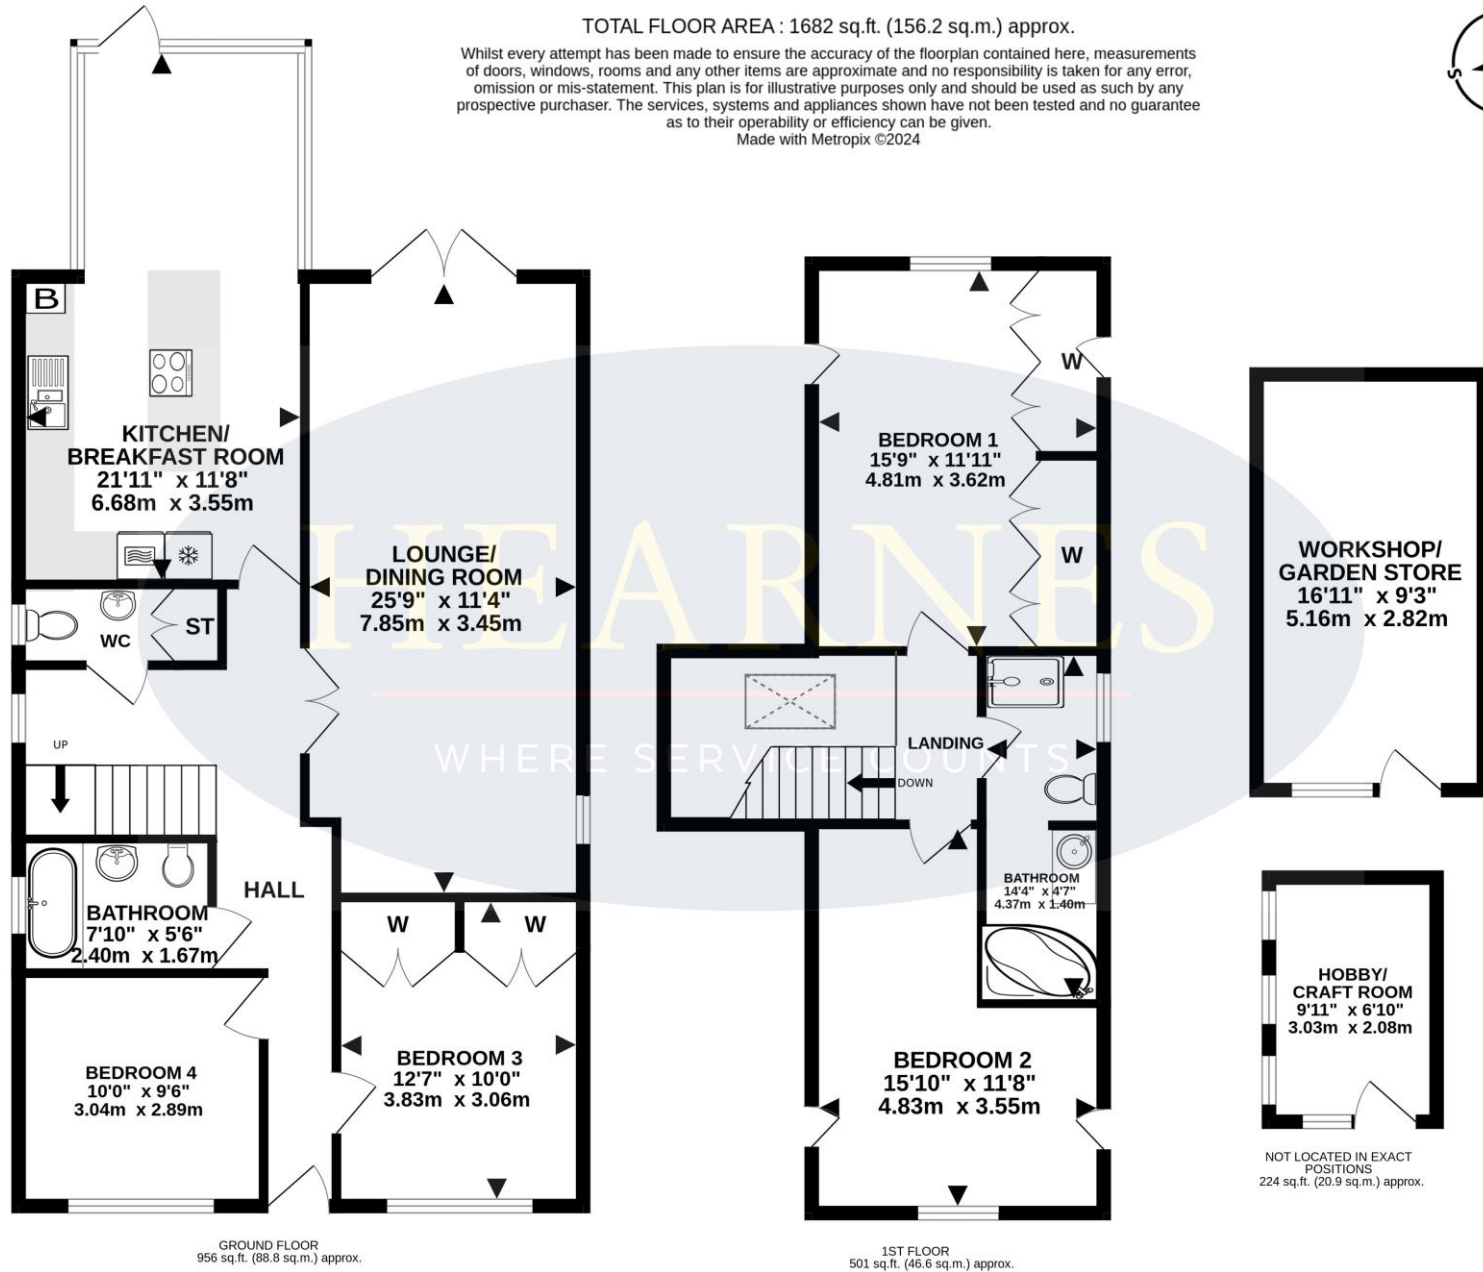 TOTAL FLOOR AREA : 1682 sq.ft. (156.2 sq.m.) approx.
Whilst every attempt has been made to ensure the accuracy of the floorplan contained here, measurements
of doors, windows, rooms and any other items are approximate and no responsibility is taken for any error,
omission or mis-statement. This plan is for illustrative purposes only and should be used as such by any
prospective purchaser. The services, systems and appliances shown have not been tested and no guarantee
as to their operability or efficiency can be given.
Made with Metropix ©2024
S
B
KITCHEN/
BREAKFAST ROOM
21'11" x 11'8"
6.68m x 3.55m
LOUNGE/
DINING ROOM
25'9" x 11'4"
7.85m x 3.45m
WC
ST
UP
HALL
BATHROOM
7'10" x 5'6"
2.40m x 1.67m
W
W
BEDROOM 4
10'0" x 9'6"
3.04m x 2.89m
BEDROOM 3
12'7" x 10'0"
3.83m x 3.06m
GROUND FLOOR
956 sq.ft. (88.8 sq.m.) approx.
W
BEDROOM 1
15'9" x 11'11"
4.81m x 3.62m
W
LANDING
DOWN
BATHROOM
14'4" x 4'7"
4.37m x 1.40m
BEDROOM 2
15'10" x 11'8"
4.83m x 3.55m
1ST FLOOR
501 sq.ft. (46.6 sq.m.) approx.
WORKSHOP/
GARDEN STORE
16'11" x 9'3"
5.16m x 2.82m
HOBBY/
CRAFT ROOM
9'11" x 6'10"
3.03m x 2.08m
NOT LOCATED IN EXACT
POSITIONS
224 sq.ft. (20.9 sq.m.) approx.
HEARNES
WHERE SERVICE COUNTS